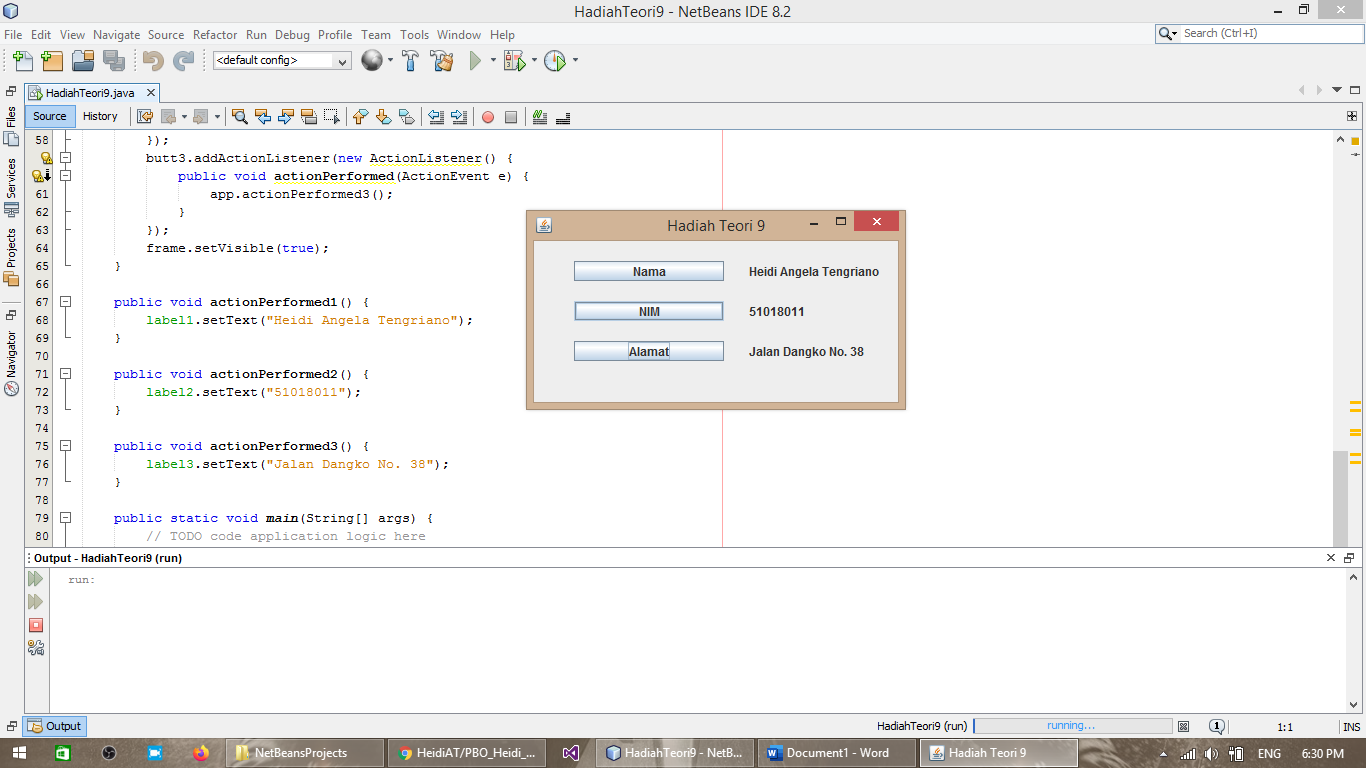 HadiahTeori9 - NetBeans IDE 8.2
File Edit View Navigate Source Refactor Run Debug Profile Team Tools Window Help
Search (Ctrl+I)
<default config>
HadiahTeori9.java
Source History
Files
Services
Projects
Navigator
58 });
butt3.addActionListener(new ActionListener() {
public void actionPerformed(ActionEvent e) {
61 app.actionPerformed3();
62 }
63 });
64 frame.setVisible(true);
65 }
66
67 public void actionPerformed1() {
68 label1.setText("Heidi Angela Tengriano");
69 }
70
71 public void actionPerformed2() {
72 label2.setText("51018011");
73 }
74
75 public void actionPerformed3() {
76 label3.setText("Jalan Dangko No. 38");
77 }
78
79 public static void main(String[] args) {
80 // TODO code application logic here
Hadiah Teori 9
Nama Heidi Angela Tengriano
NIM 51018011
Alamat Jalan Dangko No. 38
Output - HadiahTeori9 (run)
run:
Output
HadiahTeori9 (run) running... 1 1:1 INS
NetBeansProjects
HeidiAT/PBO_Heidi_...
HadiahTeori9 - NetB...
Document1 - Word
Hadiah Teori 9
ENG 6:30 PM